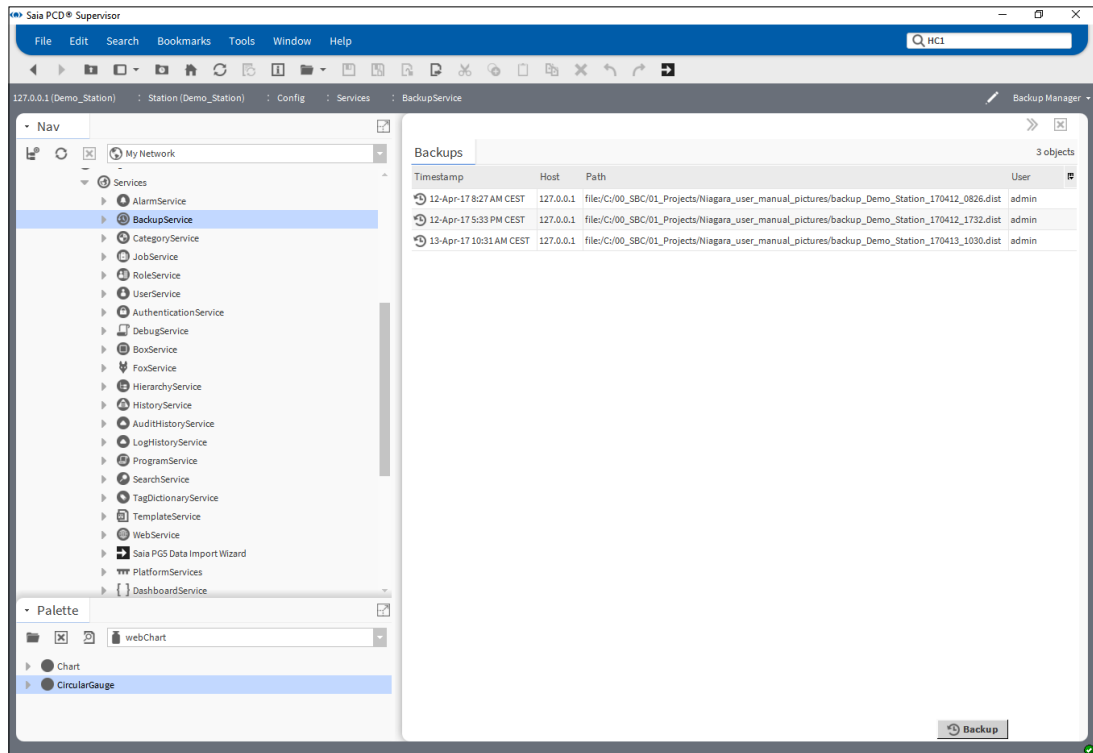 Saia PCD® Supervisor
File Edit Search Bookmarks Tools Window Help
HC1
127.0.0.1 (Demo_Station) : Station (Demo_Station) : Config : Services : BackupService
Backup Manager
Nav
My Network
Services
AlarmService
BackupService
CategoryService
JobService
RoleService
UserService
AuthenticationService
DebugService
BoxService
FoxService
HierarchyService
HistoryService
AuditHistoryService
LogHistoryService
ProgramService
SearchService
TagDictionaryService
TemplateService
WebService
Saia PG5 Data Import Wizard
PlatformServices
DashboardService
Palette
webChart
Chart
CircularGauge
Backups 3 objects
Timestamp Host Path User
12-Apr-17 8:27 AM CEST 127.0.0.1 file:/C:/00_SBC/01_Projects/Niagara_user_manual_pictures/backup_Demo_Station_170412_0826.dist admin
12-Apr-17 5:33 PM CEST 127.0.0.1 file:/C:/00_SBC/01_Projects/Niagara_user_manual_pictures/backup_Demo_Station_170412_1732.dist admin
13-Apr-17 10:31 AM CEST 127.0.0.1 file:/C:/00_SBC/01_Projects/Niagara_user_manual_pictures/backup_Demo_Station_170413_1030.dist admin
Backup